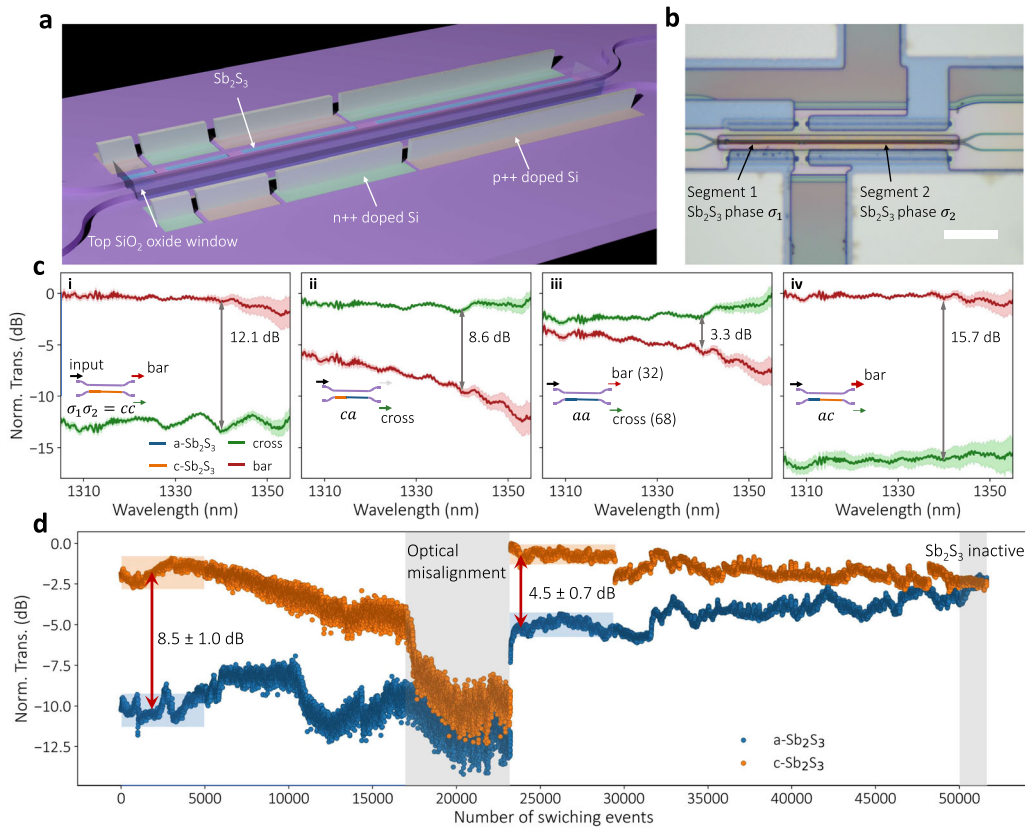 a
Sb₂S₃
p++ doped Si
n++ doped Si
Top SiO₂ oxide window
b
Segment 1
Sb₂S₃ phase σ₁
Segment 2
Sb₂S₃ phase σ₂
c
Norm. Trans. (dB)
0
−5
−10
−15
i
12.1 dB
input
bar
σ₁σ₂ = cc
a-Sb₂S₃
cross
c-Sb₂S₃
bar
1310
1330
1350
Wavelength (nm)
ii
8.6 dB
ca
1310
1330
1350
Wavelength (nm)
iii
3.3 dB
bar (32)
aa
cross (68)
1310
1330
1350
Wavelength (nm)
iv
15.7 dB
bar
ac
1310
1330
1350
Wavelength (nm)
d
Norm. Trans. (dB)
0.0
−2.5
−5.0
−7.5
−10.0
−12.5
8.5 ± 1.0 dB
Optical
misalignment
4.5 ± 0.7 dB
Sb₂S₃ inactive
a-Sb₂S₃
c-Sb₂S₃
0
5000
10000
15000
20000
25000
30000
35000
40000
45000
50000
Number of swiching events